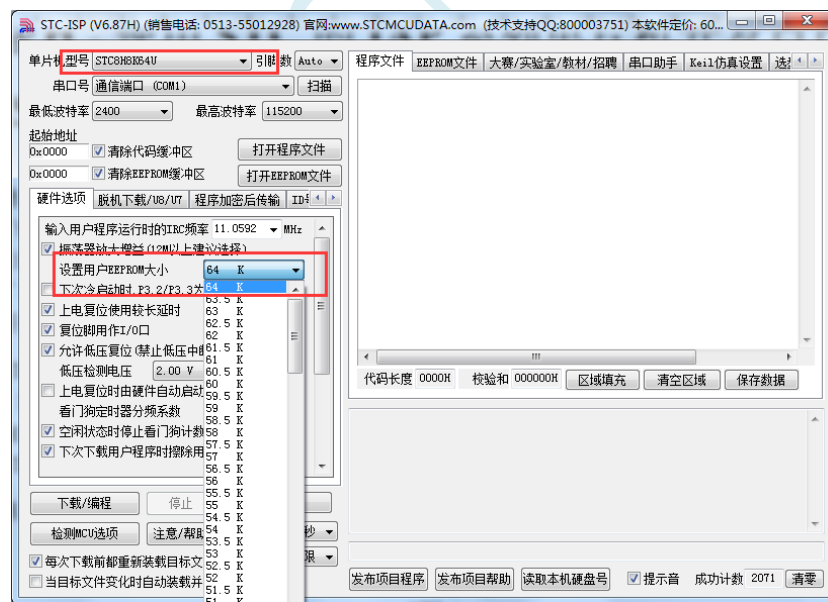 STC-ISP (V6.87H) (销售电话: 0513-55012928) 官网:www.STCMCUDATA.com (技术支持QQ:800003751) 本软件定价: 60...
单片机型号 STC8H8K64U 引脚数 Auto
串口号 通信端口 (COM1) 扫描
最低波特率 2400 最高波特率 115200
起始地址
0x0000 清除代码缓冲区 打开程序文件
0x0000 清除EEPROM缓冲区 打开EEPROM文件
硬件选项 脱机下载/U8/U7 程序加密后传输
输入用户程序运行时的IRC频率 11.0592 MHz
振荡器放大增益(12M以上建议选择)
设置用户EEPROM大小 64 K
下次冷启动时,P3.2/P3.3为
上电复位使用较长延时
复位脚用作I/O口
允许低压复位(禁止低压中
低压检测电压 2.00 V
上电复位时由硬件自动启动
看门狗定时器分频系数
空闲状态时停止看门狗计数
下次下载用户程序时擦除用
64 K
63.5 K
63 K
62.5 K
62 K
61.5 K
61 K
60.5 K
60 K
59.5 K
59 K
58.5 K
58 K
57.5 K
57 K
56.5 K
56 K
55.5 K
55 K
54.5 K
54 K
53.5 K
53 K
52.5 K
52 K
51.5 K
51 K
下载/编程 停止
检测MCU选项 注意/帮助 秒
每次下载前都重新装载目标文 限
当目标文件变化时自动装载并
程序文件 EEPROM文件 大赛/实验室/教材/招聘 串口助手 Keil仿真设置
代码长度 0000H 校验和 000000H 区域填充 清空区域 保存数据
发布项目程序 发布项目帮助 读取本机硬盘号 提示音 成功计数 2071 清零